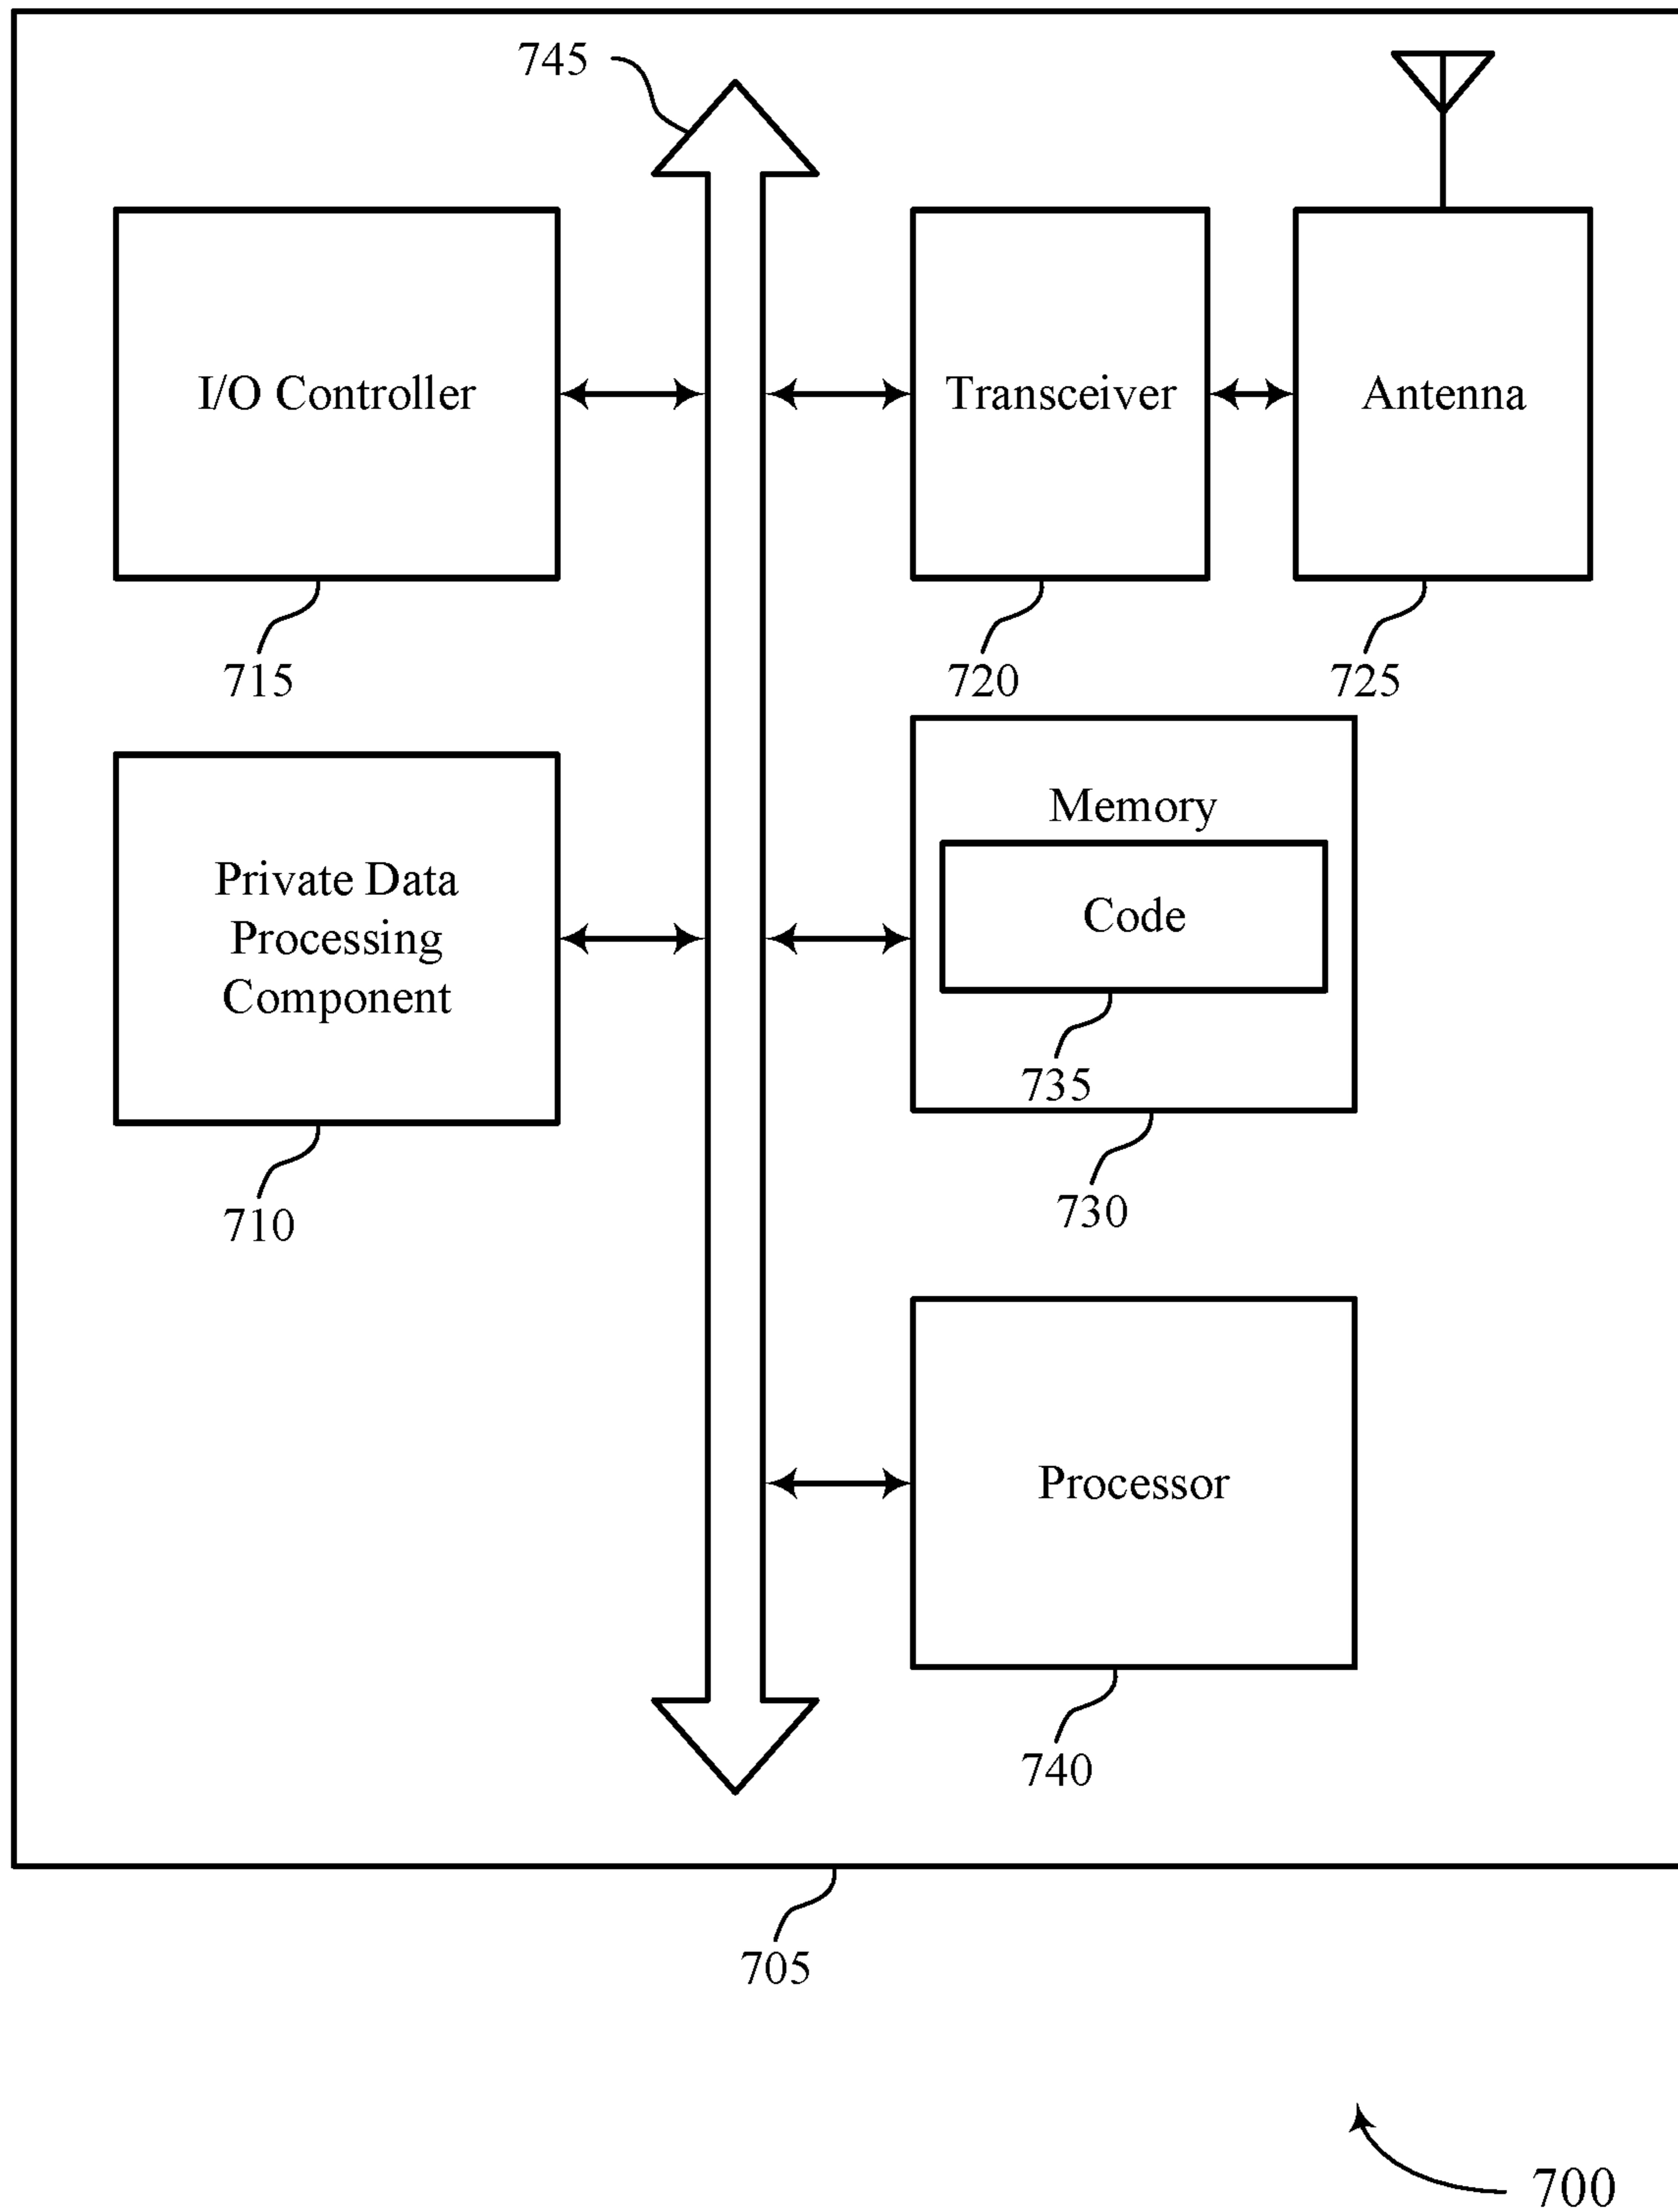 745
I/O Controller
Transceiver
Antenna
715
720
725
Private Data
Processing
Component
Memory
Code
735
710
730
Processor
740
705
700